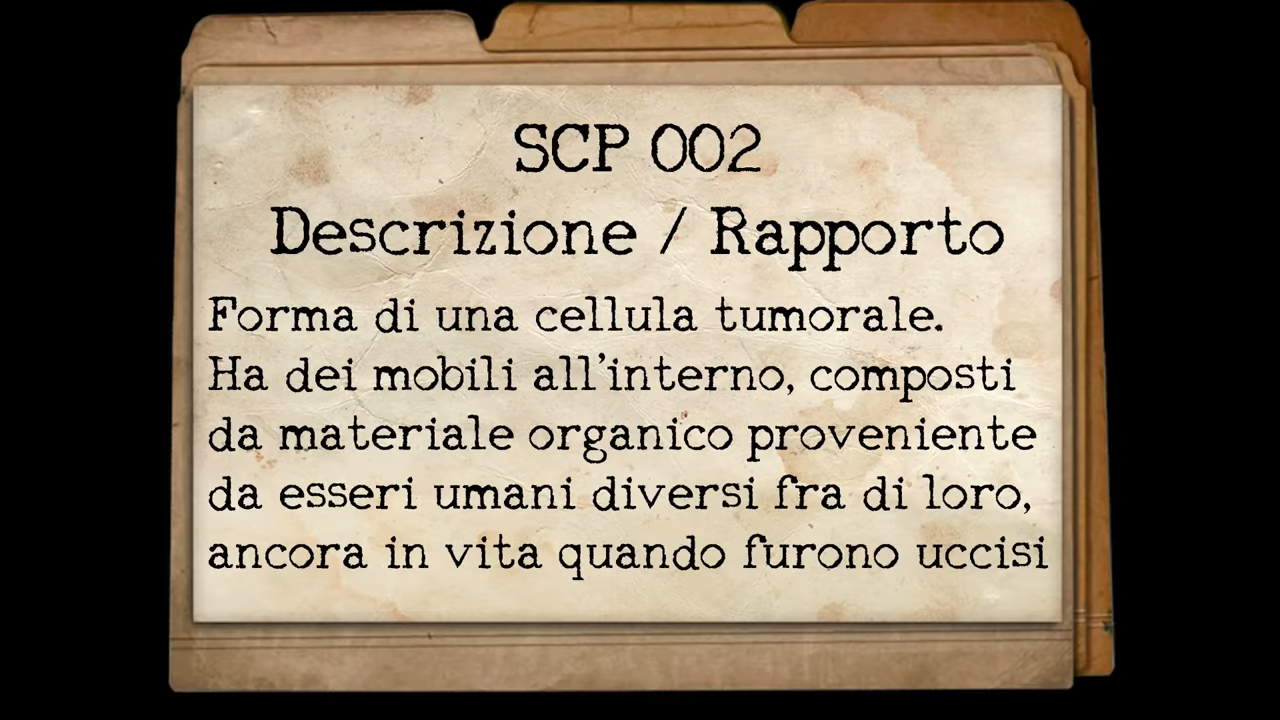 SCP 002
Descrizione / Rapporto
Forma di una cellula tumorale.
Ha dei mobili all'interno, composti
da materiale organico proveniente
da esseri umani diversi fra di loro,
ancora in vita quando furono uccisi